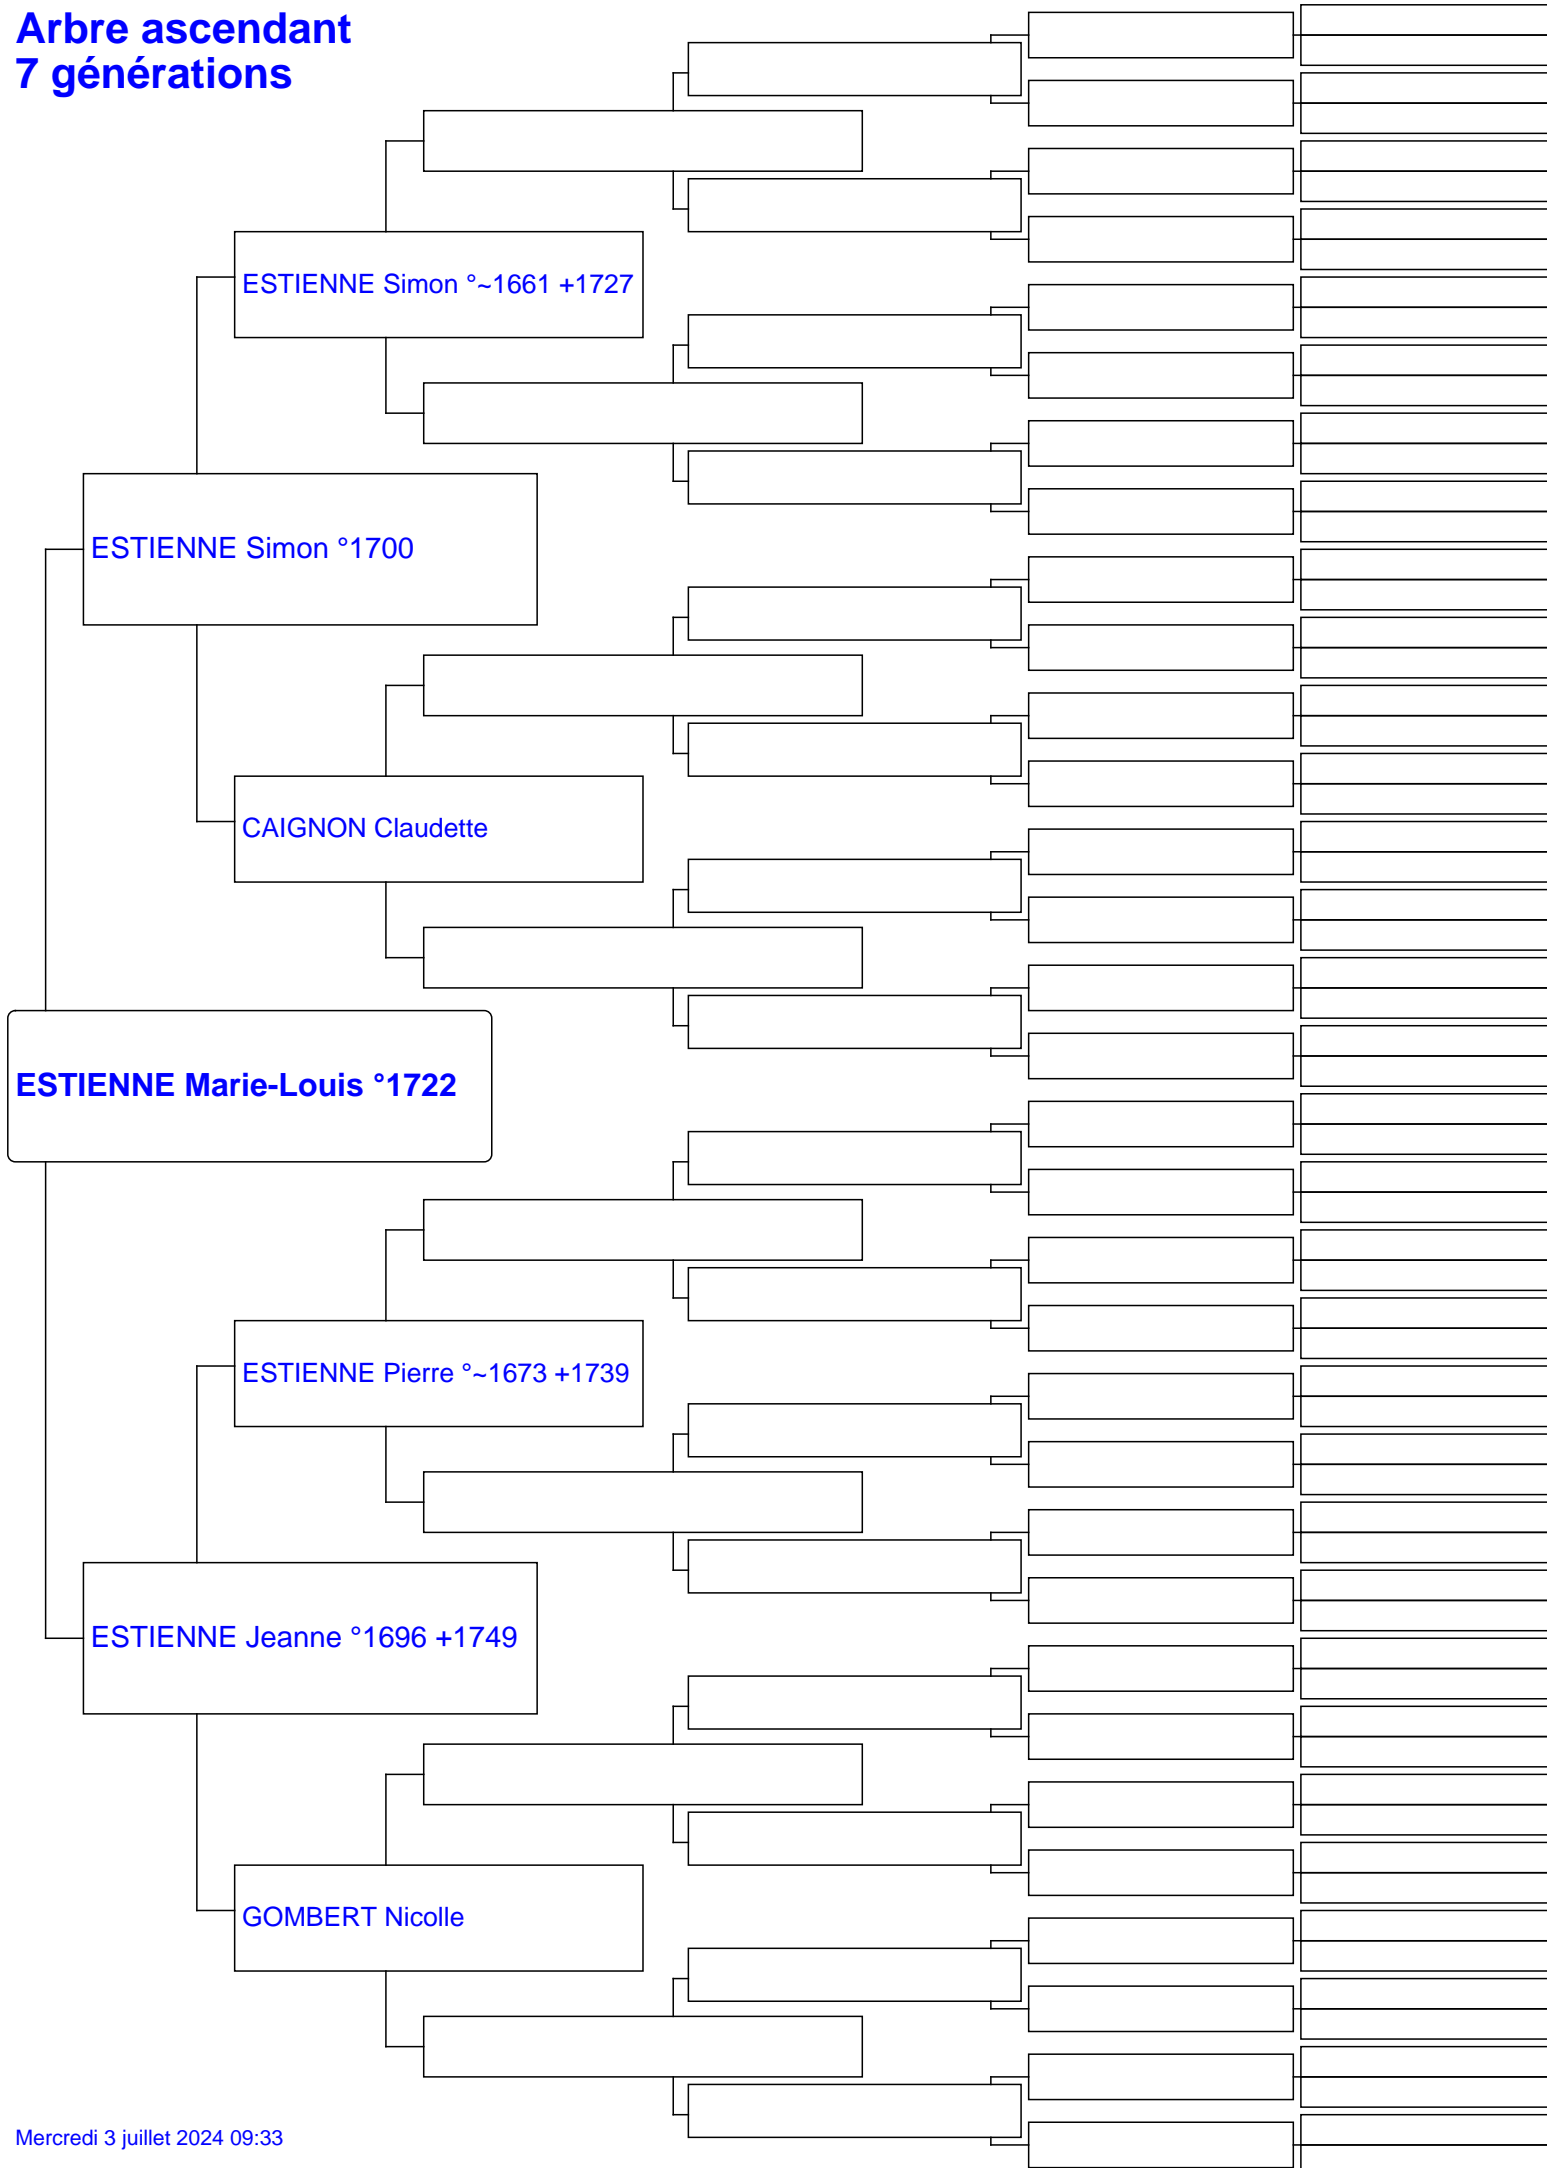 Arbre ascendant
7 générations
ESTIENNE Simon °~1661 +1727
ESTIENNE Simon °1700
CAIGNON Claudette
ESTIENNE Marie-Louis °1722
ESTIENNE Pierre °~1673 +1739
ESTIENNE Jeanne °1696 +1749
GOMBERT Nicolle
Mercredi 3 juillet 2024 09:33